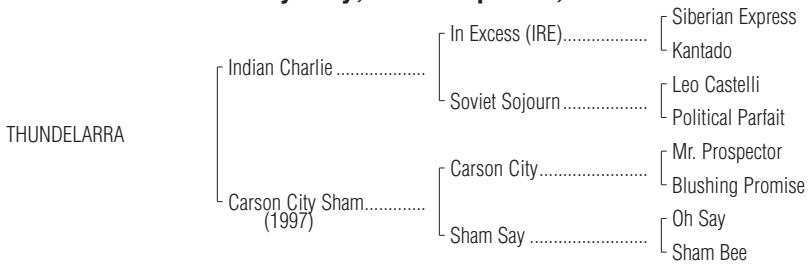 Siberian Express
In Excess (IRE)...................
Kantado
Indian Charlie ...................
Leo Castelli
Soviet Sojourn...................
Political Parfait
THUNDELARRA
Mr. Prospector
Carson City........................
Blushing Promise
Carson City Sham.............
(1997)
Oh Say
Sham Say ..........................
Sham Bee